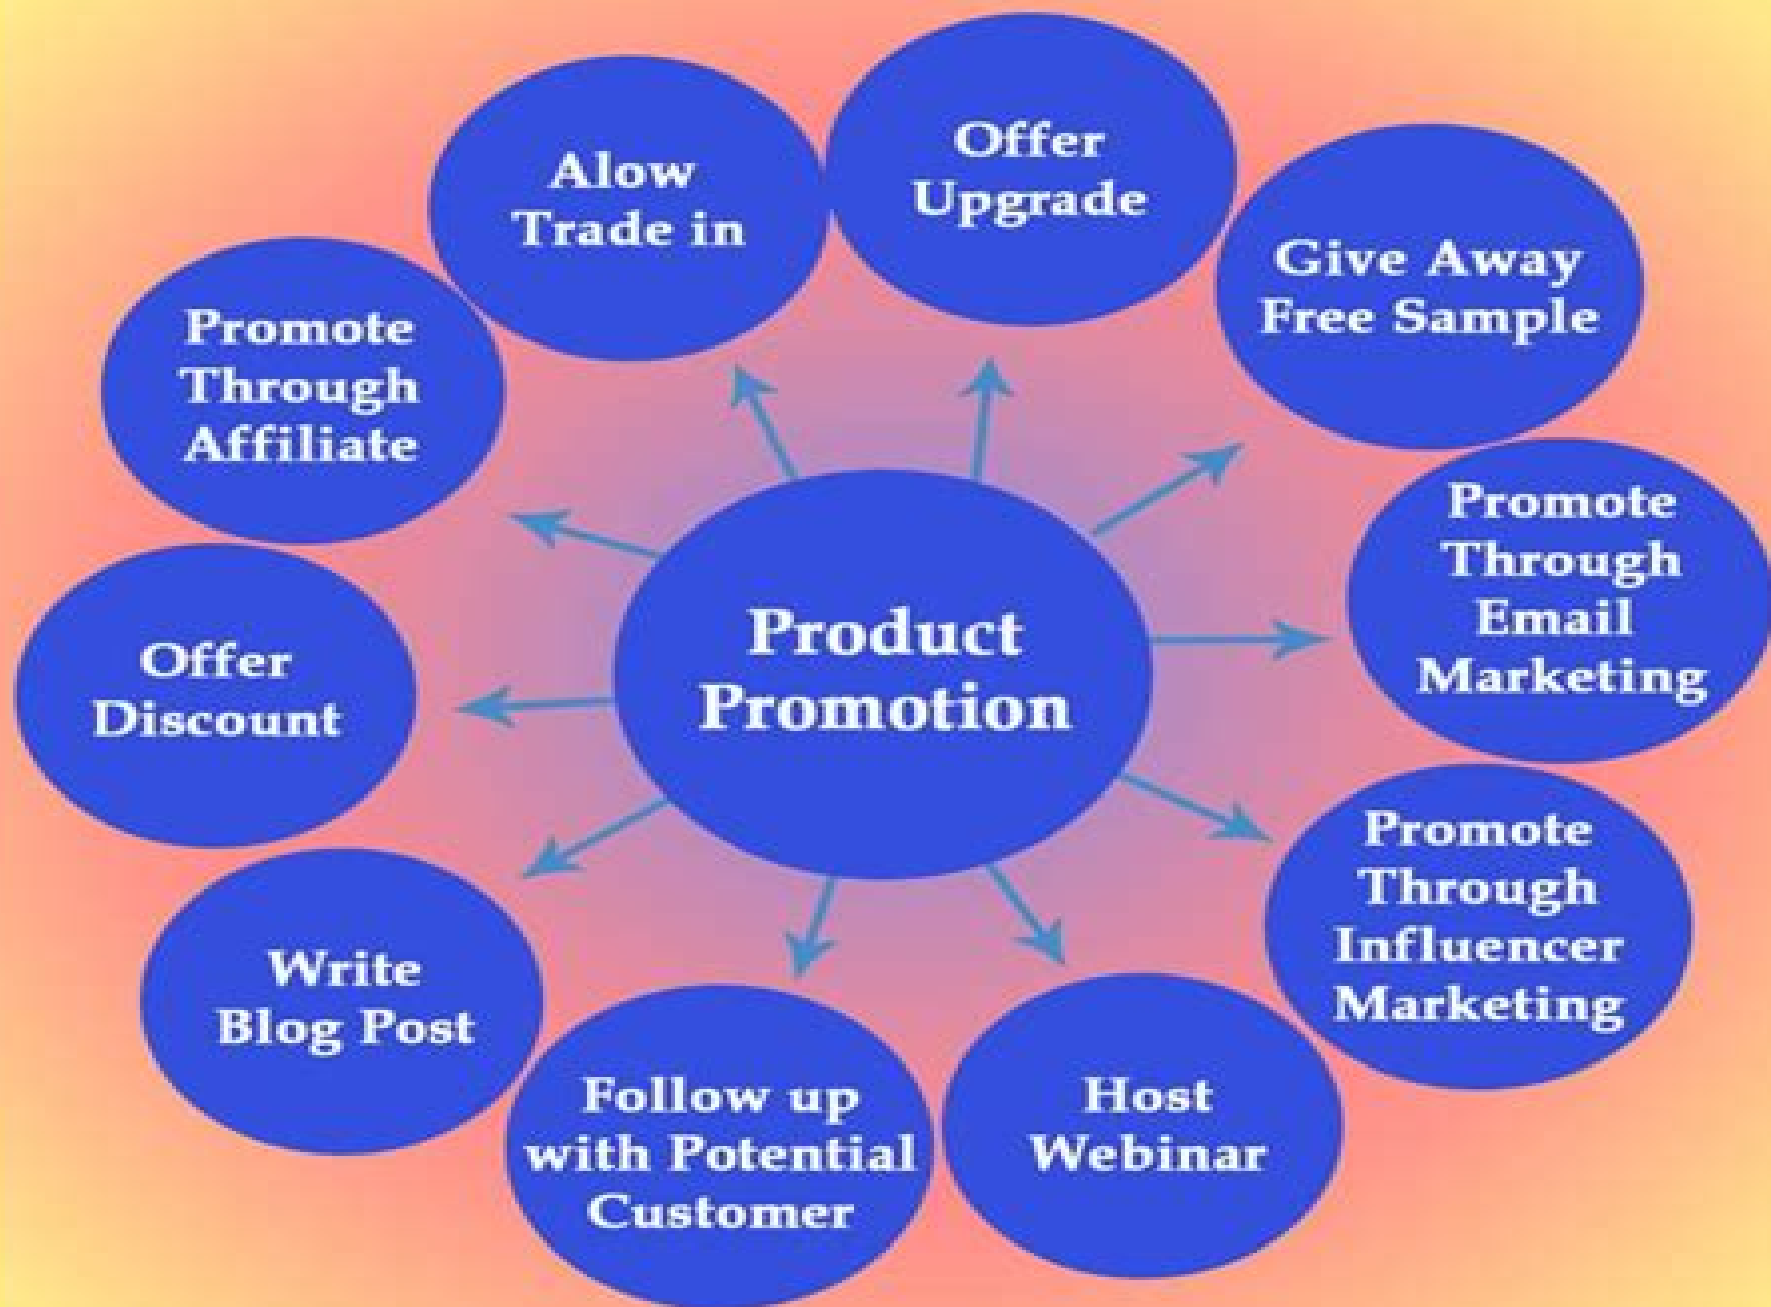 Offer
Upgrade
Alow
Trade in
Give Away
Free Sample
Promote
Through
Affiliate
Promote
Through
Email
Marketing
Product
Promotion
Offer
Discount
Promote
Through
Influencer
Marketing
Write
Blog Post
Follow up
with Potential
Customer
Host
Webinar